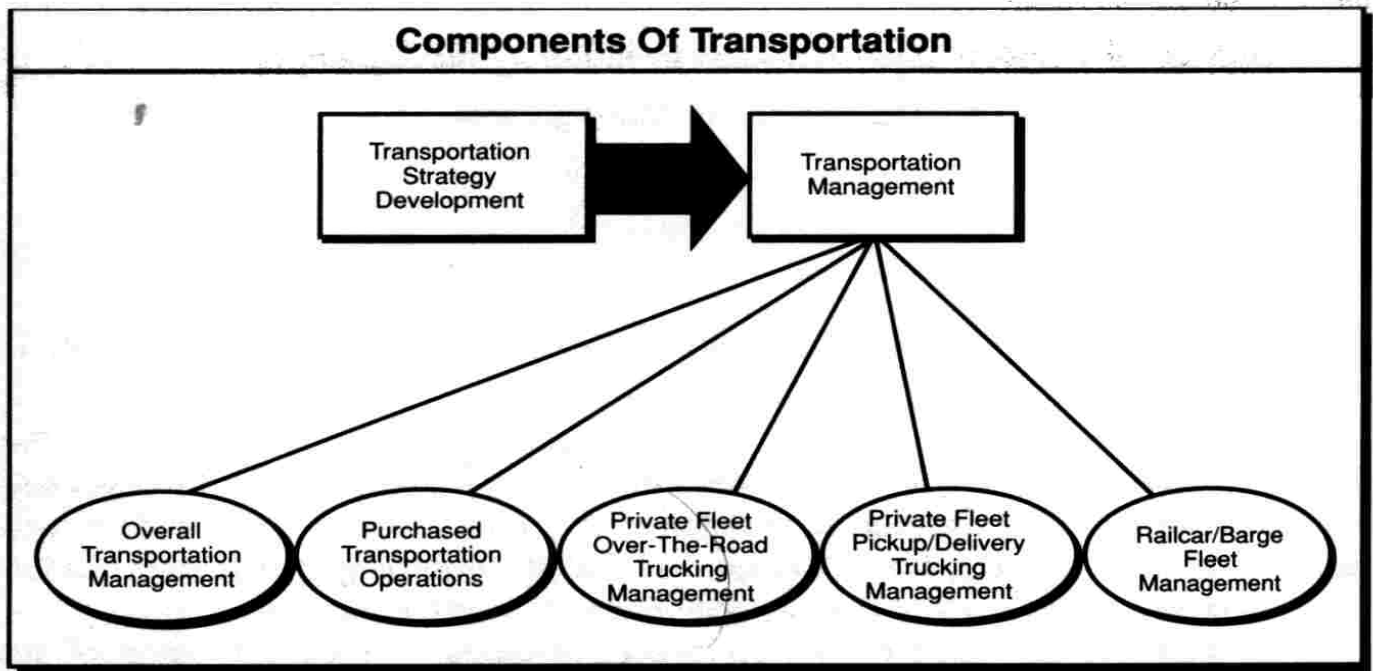 Components Of Transportation
Transportation
Strategy
Development
Transportation
Management
Overall
Transportation
Management
Purchased
Transportation
Operations
Private Fleet
Over-The-Road
Trucking
Management
Private Fleet
Pickup/Delivery
Trucking
Management
Railcar/Barge
Fleet
Management